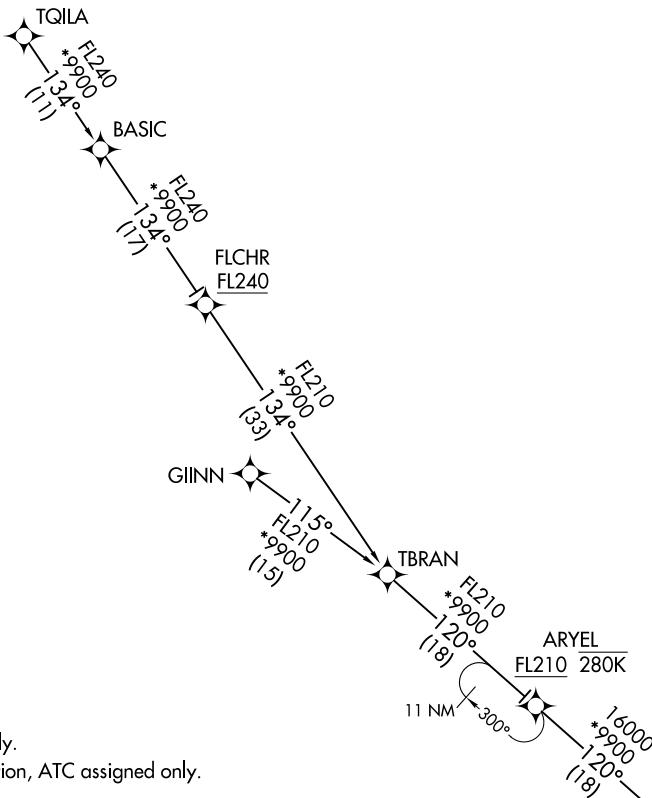 TQILA
FL240
*9900
134°
(11)
BASIC
FL240
*9900
134°
(17)
FLCHR
FL240
FL210
*9900
134°
(33)
GIINN
115°
FL210
*9900
(15)
TBRAN
FL210
*9900
120°
(18)
ARYEL
FL210 280K
11 NM
300°
16000
*9900
120°
(18)
ly.
tion, ATC assigned only.